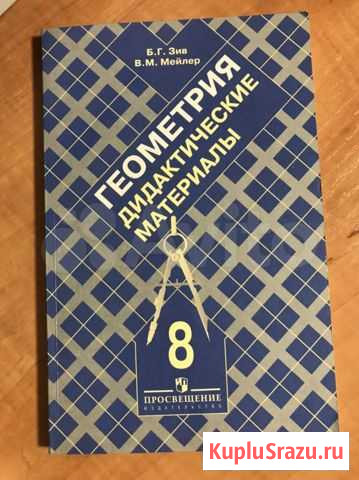 Б.Г. Зив
В.М. Мейлер
ГЕОМЕТРИЯ
ДИДАКТИЧЕСКИЕ
МАТЕРИАЛЫ
8
ПРОСВЕЩЕНИЕ
ИЗДАТЕЛЬСТВО
KupluSrazu.ru